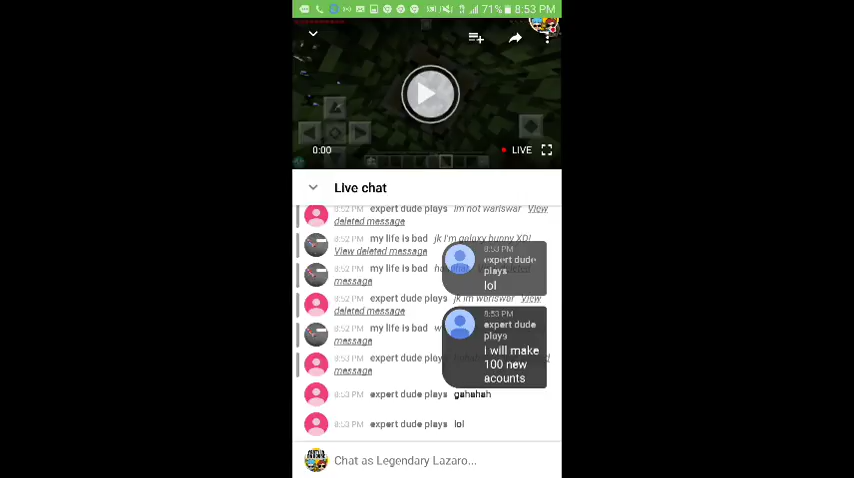 71% 8:53 PM
0:00
LIVE
Live chat
8:52 PM expert dude plays im not wariswar View
deleted message
8:52 PM my life is bad jk I'm galaxy bunny XD!
View deleted message
8:52 PM my life is bad
message
8:52 PM expert dude plays jk im wariswar View
deleted message
8:52 PM my life is bad
message
8:53 PM expert dude plays
message
8:53 PM expert dude plays gahahah
8:53 PM expert dude plays lol
8:53 PM
expert dude
plays
lol
8:53 PM
expert dude
plays
i will make
100 new
acounts
Chat as Legendary Lazaro...